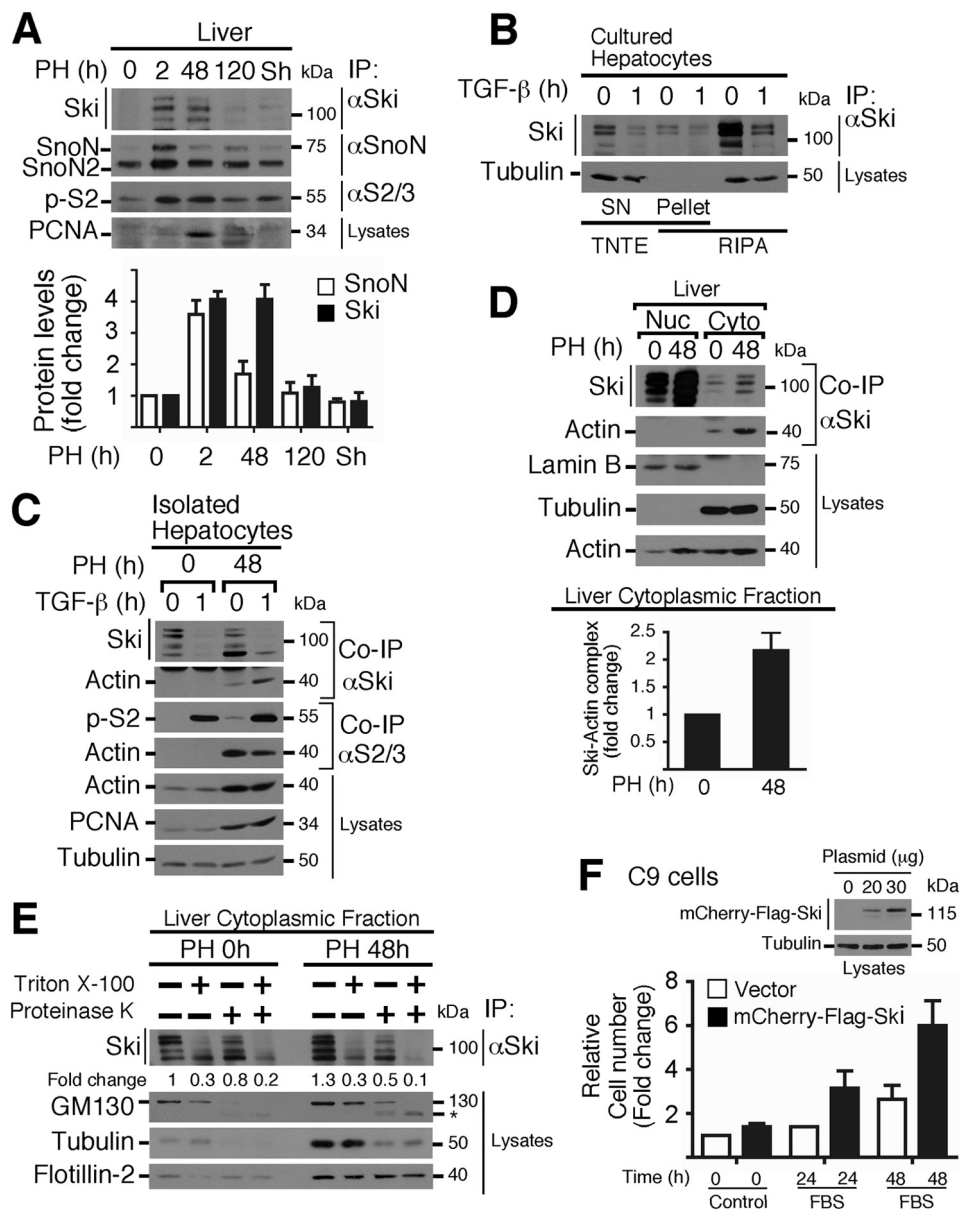 A
Liver
PH (h) 0 2 48 120 Sh kDa IP:
Ski 100 αSki
SnoN 75 αSnoN
SnoN2
p-S2 55 αS2/3
PCNA 34 Lysates
Protein levels
(fold change)
4
3
2
1
SnoN
Ski
PH (h) 0 2 48 120 Sh
B
Cultured
Hepatocytes
TGF-β (h) 0 1 0 1 0 1 kDa IP:
Ski 100 αSki
Tubulin 50 Lysates
SN Pellet
TNTE RIPA
C
Isolated
Hepatocytes
PH (h) 0 48
TGF-β (h) 0 1 0 1 kDa
Ski 100 Co-IP
Actin 40 αSki
p-S2 55 Co-IP
Actin 40 αS2/3
Actin 40
PCNA 34 Lysates
Tubulin 50
D
Liver
Nuc Cyto
PH (h) 0 48 0 48 kDa
Ski 100 Co-IP
αSki
Actin 40
Lamin B 75
Tubulin 50 Lysates
Actin 40
Liver Cytoplasmic Fraction
Ski-Actin complex
(fold change)
2.5
2
1.5
1
0
PH (h) 0 48
E
Liver Cytoplasmic Fraction
PH 0h PH 48h
Triton X-100 − + − + − + − +
Proteinase K − − + + − − + + kDa IP:
Ski 100 αSki
Fold change 1 0.3 0.8 0.2 1.3 0.3 0.5 0.1
GM130 130
*
Tubulin 50 Lysates
Flotillin-2 40
F C9 cells
Plasmid (μg)
0 20 30 kDa
mCherry-Flag-Ski 115
Tubulin 50
Lysates
Relative
Cell number
(Fold change)
8
6
4
2
Vector
mCherry-Flag-Ski
Time (h) 0 0 24 24 48 48
Control FBS FBS